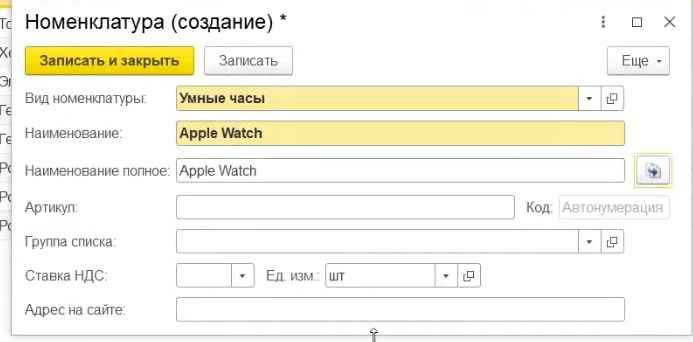 Номенклатура (создание) *
Записать и закрыть Записать Еще
Вид номенклатуры: Умные часы
Наименование: Apple Watch
Наименование полное: Apple Watch
Артикул: Код: Автонумерация
Группа списка:
Ставка НДС: Ед. изм.: шт
Адрес на сайте: